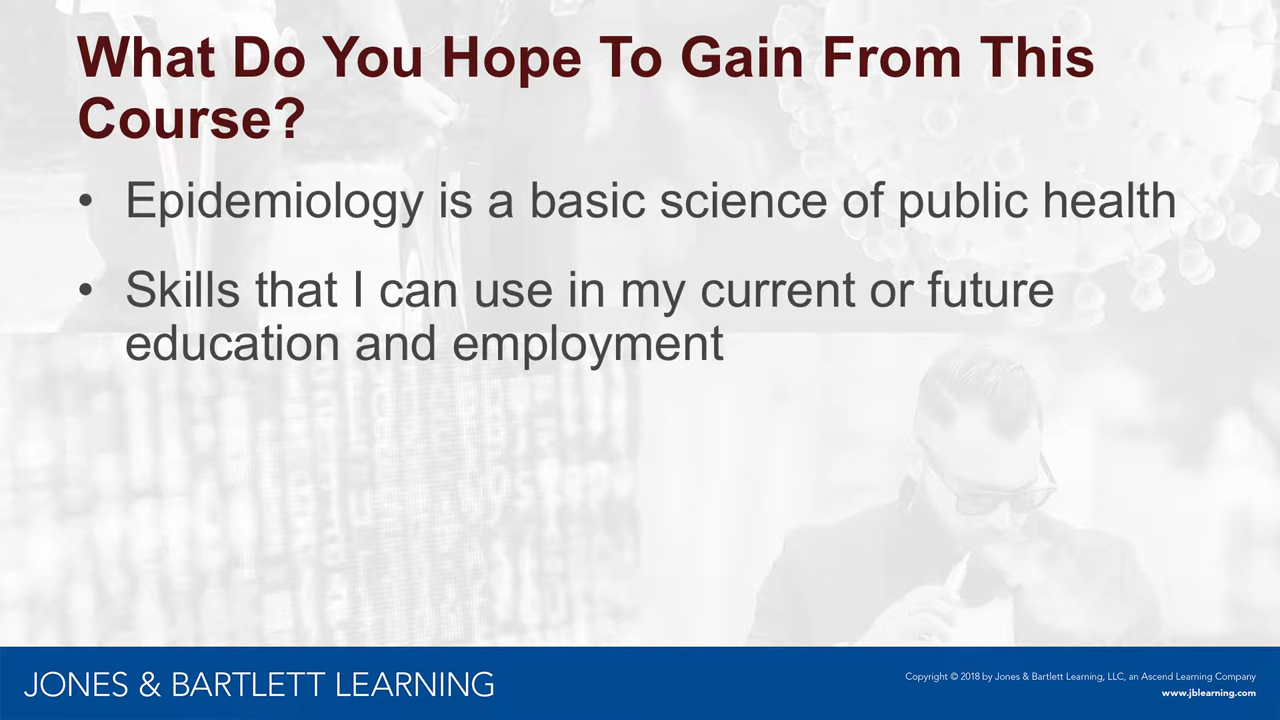 What Do You Hope To Gain From This
Course?
• Epidemiology is a basic science of public health
• Skills that I can use in my current or future
education and employment
JONES & BARTLETT LEARNING
Copyright © 2018 by Jones & Bartlett Learning, LLC, an Ascend Learning Company
www.jblearning.com